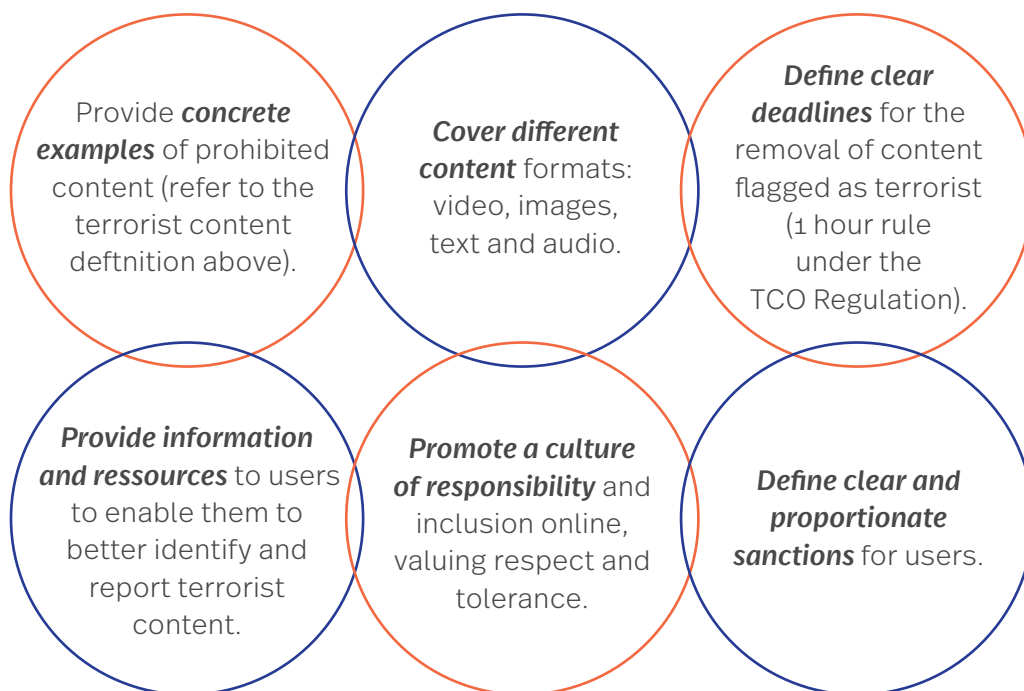 Provide concrete
examples of prohibited
content (refer to the
terrorist content
deftnition above).
Cover different
content formats:
video, images,
text and audio.
Define clear
deadlines for the
removal of content
flagged as terrorist
(1 hour rule
under the
TCO Regulation).
Provide information
and ressources to users
to enable them to
better identify and
report terrorist
content.
Promote a culture
of responsibility and
inclusion online,
valuing respect and
tolerance.
Define clear and
proportionate
sanctions for users.